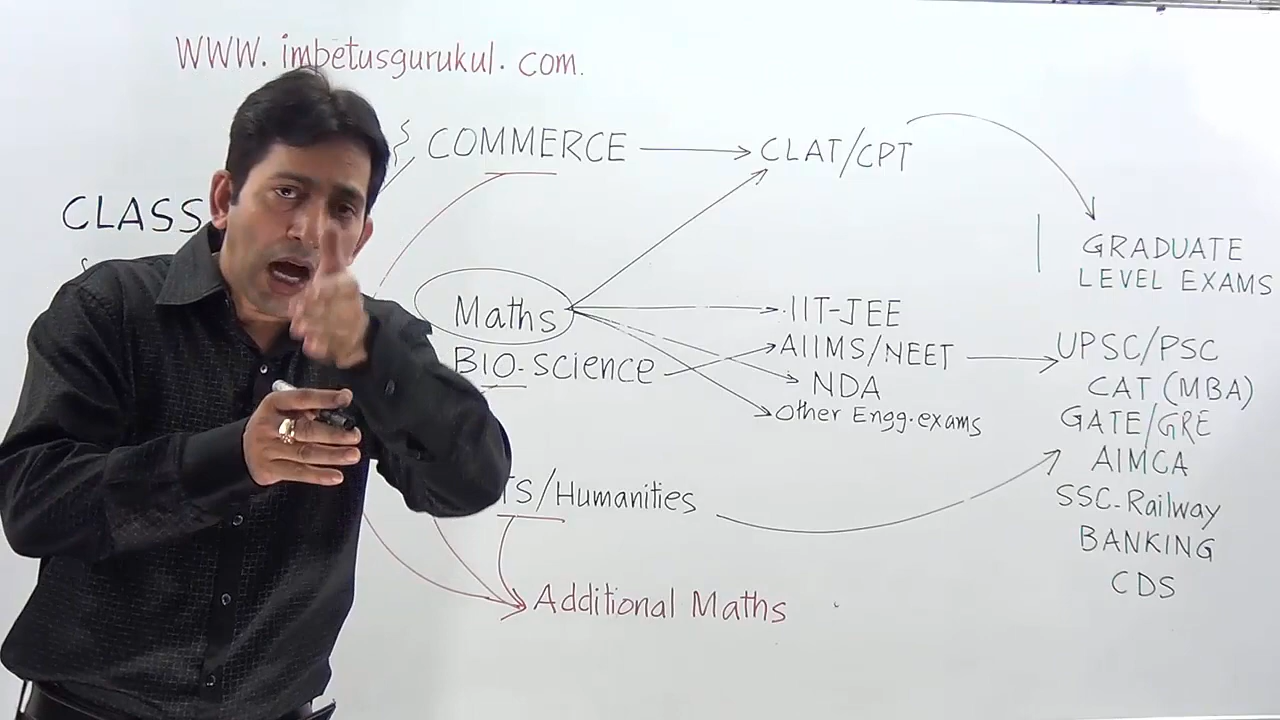 WWW. imbetusgurukul. com.
COMMERCE
CLAT/CPT
CLASS
GRADUATE
LEVEL EXAMS
Maths
IIT-JEE
BIO-Science
AIIMS/NEET
NDA
Other Engg. exams
UPSC/PSC
CAT (MBA)
GATE/GRE
AIMCA
SSC-Railway
BANKING
CDS
TS/Humanities
Additional Maths